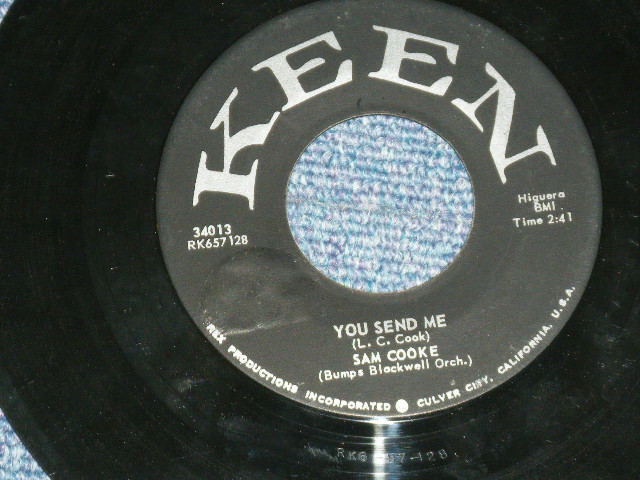 KEEN
34013
RK657128
Higuera
BMI
Time 2:41
YOU SEND ME
(L. C. Cook)
SAM COOKE
(Bumps Blackwell Orch.)
REX PRODUCTIONS INCORPORATED CULVER CITY, CALIFORNIA, U.S.A.